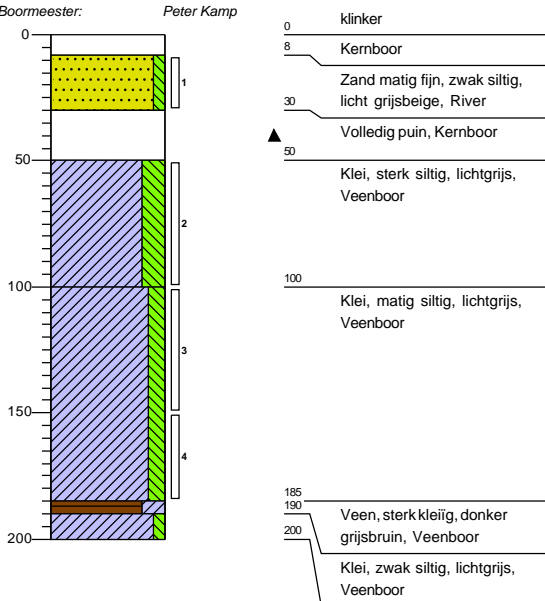 Boormeester: Peter Kamp
0
50
100
150
200
1
2
3
4
0 klinker
8 Kernboor
Zand matig fijn, zwak siltig,
30 licht grijsbeige, River
Volledig puin, Kernboor
50
Klei, sterk siltig, lichtgrijs,
Veenboor
100
Klei, matig siltig, lichtgrijs,
Veenboor
185
190 Veen, sterk kleiïg, donker
200 grijsbruin, Veenboor
Klei, zwak siltig, lichtgrijs,
Veenboor